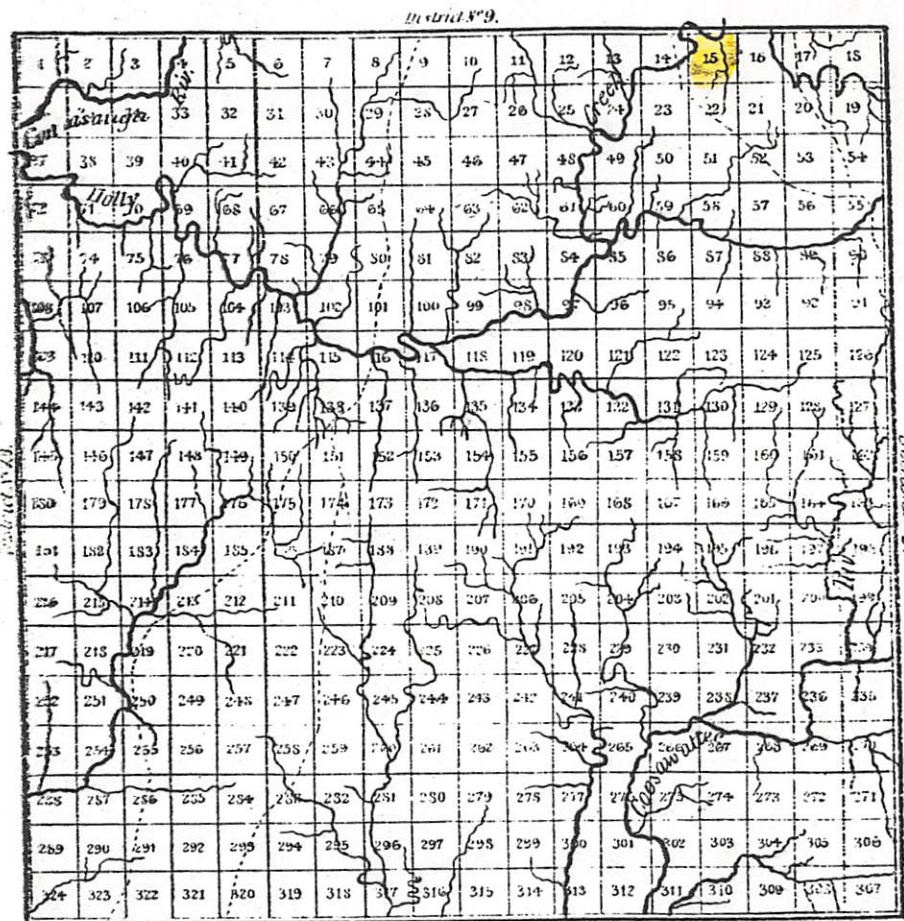 District Nº 9.
1 2 3 4 5 6 7 8 9 10 11 12 13 14 15 16 17 18
33 32 31 30 29 28 27 26 25 24 23 22 21 20 19
Creek
37 38 39 40 41 42 43 44 45 46 47 48 49 50 51 52 53 54
Holly
72 71 70 69 68 67 66 65 64 63 62 61 60 59 58 57 56 55
74 75 76 77 78 79 80 81 82 83 84 85 86 87 88 89 90
108 107 106 105 104 103 102 101 100 99 98 97 96 95 94 93 92 91
109 110 111 112 113 114 115 116 117 118 119 120 121 122 123 124 125 126
144 143 142 141 140 139 138 137 136 135 134 133 132 131 130 129 128 127
145 146 147 148 149 150 151 152 153 154 155 156 157 158 159 160 161 162
180 179 178 177 176 175 174 173 172 171 170 169 168 167 166 165 164 163
181 182 183 184 185 186 187 188 189 190 191 192 193 194 195 196 197 198
216 215 214 213 212 211 210 209 208 207 206 205 204 203 202 201 200 199
217 218 219 220 221 222 223 224 225 226 227 228 229 230 231 232 233 234
252 251 250 249 248 247 246 245 244 243 242 241 240 239 238 237 236 235
253 254 255 256 257 258 259 260 261 262 263 264 265 266 267 268 269 270
Coosawattee
288 287 286 285 284 283 282 281 280 279 278 277 276 275 274 273 272 271
289 290 291 292 293 294 295 296 297 298 299 300 301 302 303 304 305 306
324 323 322 321 320 319 318 317 316 315 314 313 312 311 310 309 308 307